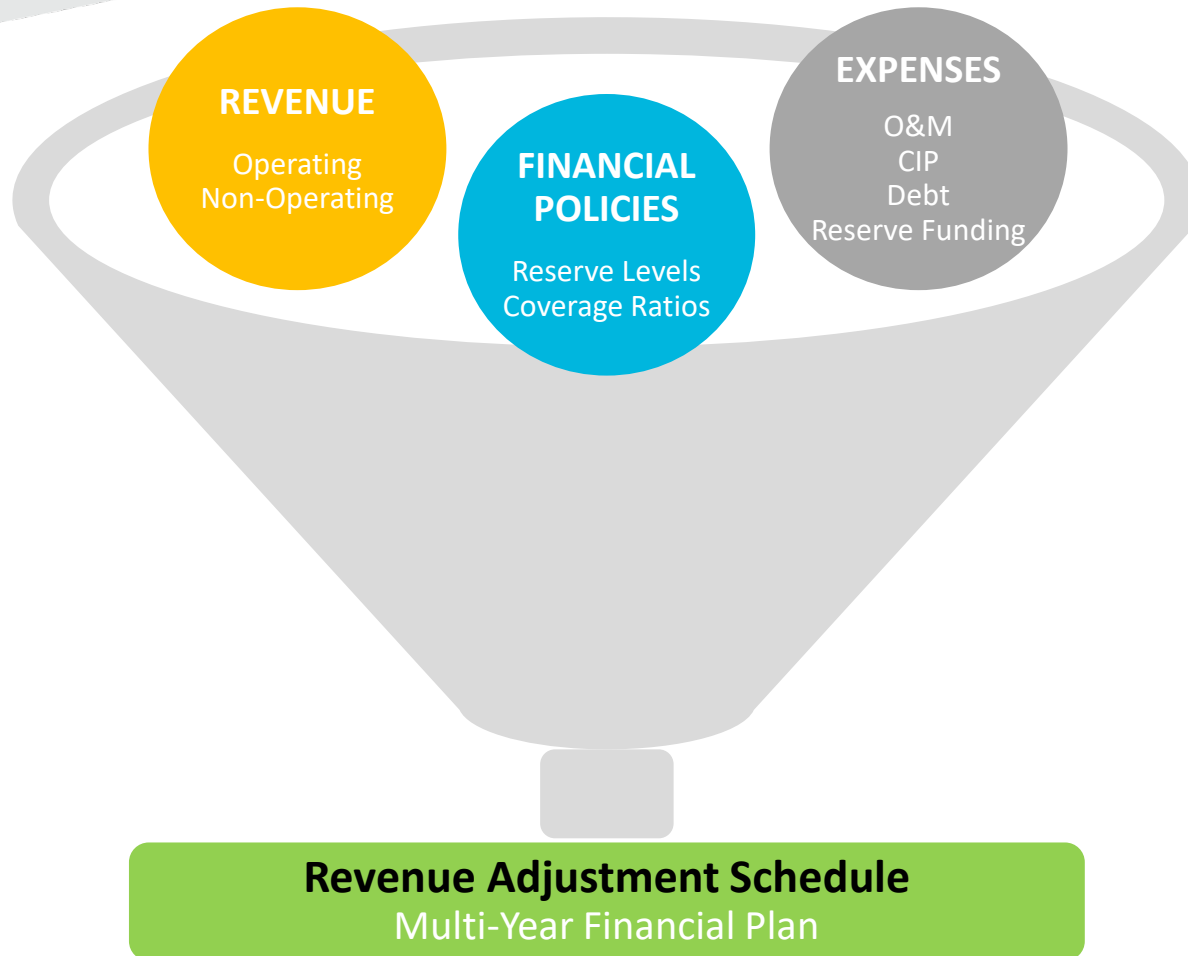 REVENUE
Operating
Non-Operating
FINANCIAL
POLICIES
Reserve Levels
Coverage Ratios
EXPENSES
O&M
CIP
Debt
Reserve Funding
Revenue Adjustment Schedule
Multi-Year Financial Plan